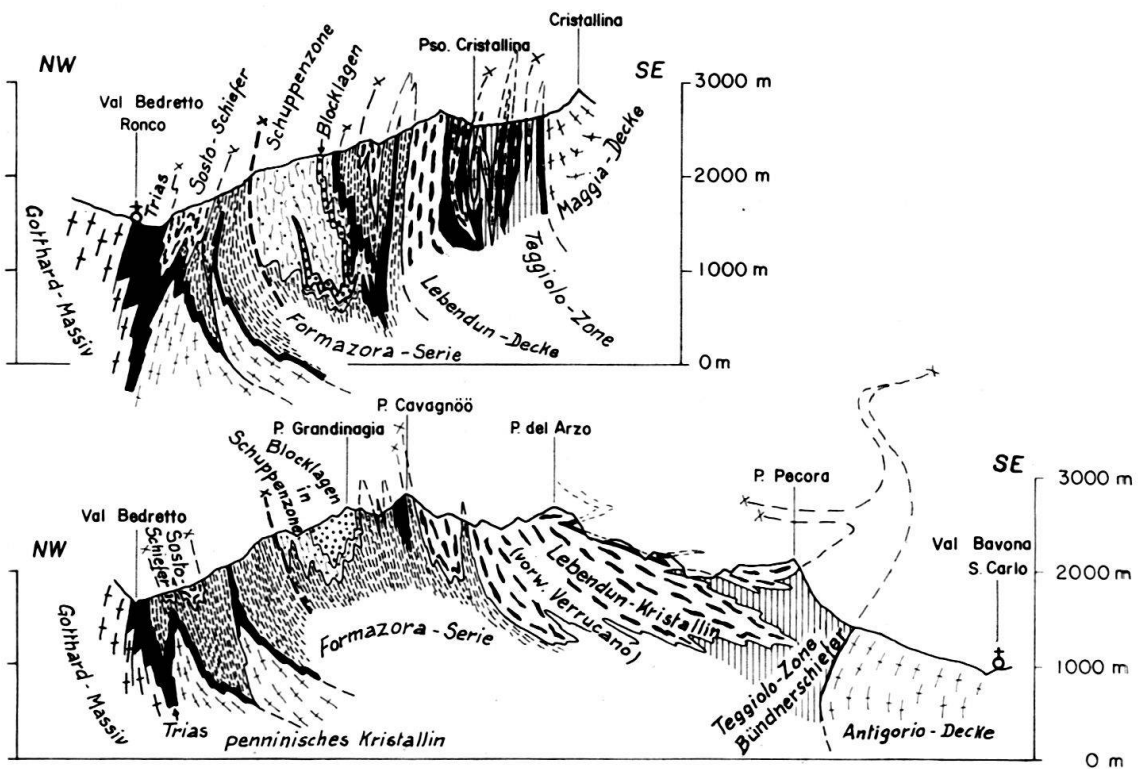 Cristallina
NW
Pso. Cristallina
SE
3000 m
Val Bedretto
Ronco
Trias
Sosto-Schiefer
Schuppenzone
Blocklagen
2000 m
Maggia-Decke
Gotthard-Massiv
Teggiolo-Zone
1000 m
Lebendun-Decke
Formazora-Serie
0 m
P. Cavagnöö
P. Grandinagia
P. del Arzo
Blocklagen
in
Schuppenzone
SE
3000 m
P. Pecora
Val Bedretto
NW
Sosto
Schiefer
Val Bavona
S. Carlo
2000 m
Lebendun-Kristallin
(vorw. Verrucano)
Formazora-Serie
Gotthard-Massiv
1000 m
Teggiolo-Zone
Bündnerschiefer
Trias
penninisches Kristallin
Antigorio-Decke
0 m